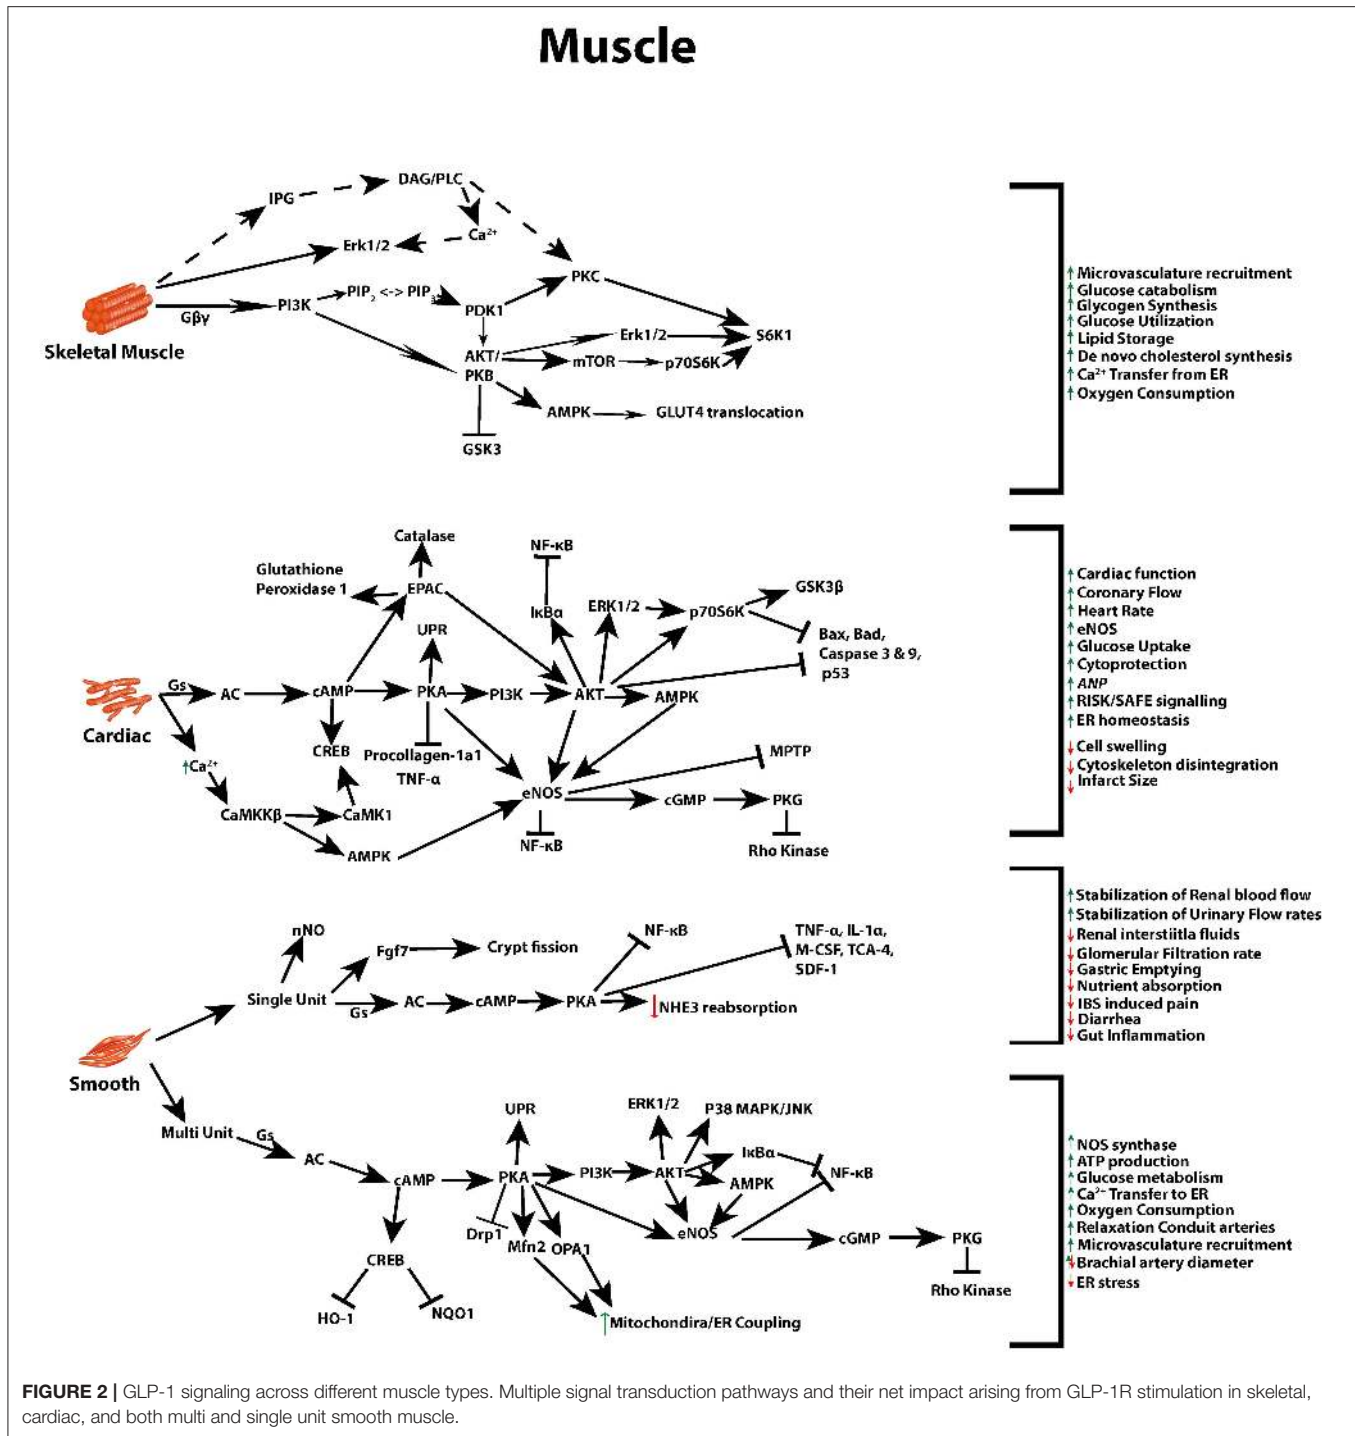 Muscle
IPG
DAG/PLC
Erk1/2
Ca²⁺
PKC
Gβγ
PI3K
PIP₂ <-> PIP₃
PDK1
Skeletal Muscle
AKT/
PKB
Erk1/2
S6K1
mTOR
p70S6K
AMPK
GLUT4 translocation
GSK3
↑Microvasculature recruitment
↑Glucose catabolism
↑Glycogen Synthesis
↑Glucose Utilization
↑Lipid Storage
↑De novo cholesterol synthesis
↑Ca²⁺ Transfer from ER
↑Oxygen Consumption
Catalase
Glutathione
Peroxidase 1
EPAC
NF-κB
IκBα
ERK1/2
p70S6K
GSK3β
UPR
Bax, Bad,
Caspase 3 & 9,
p53
Gs
AC
cAMP
PKA
PI3K
AKT
AMPK
Cardiac
CREB
Procollagen-1a1
TNF-α
MPTP
↑Ca²⁺
CaMKKβ
CaMK1
eNOS
cGMP
PKG
AMPK
NF-κB
Rho Kinase
↑Cardiac function
↑Coronary Flow
↑Heart Rate
↑eNOS
↑Glucose Uptake
↑Cytoprotection
↑ANP
↑RISK/SAFE signalling
↑ER homeostasis
↓Cell swelling
↓Cytoskeleton disintegration
↓Infarct Size
nNO
Fgf7
Crypt fission
NF-κB
TNF-α, IL-1α,
M-CSF, TCA-4,
SDF-1
Single Unit
Gs
AC
cAMP
PKA
↓NHE3 reabsorption
Smooth
↑Stabilization of Renal blood flow
↑Stabilization of Urinary Flow rates
↓Renal interstiitla fluids
↓Glomerular Filtration rate
↓Gastric Emptying
↓Nutrient absorption
↓IBS induced pain
↓Diarrhea
↓Gut Inflammation
Multi Unit
Gs
AC
cAMP
UPR
PKA
PI3K
AKT
ERK1/2
P38 MAPK/JNK
IκBα
AMPK
NF-κB
Drp1
Mfn2
OPA1
eNOS
cGMP
PKG
CREB
Rho Kinase
HO-1
NQO1
↑Mitochondira/ER Coupling
↑NOS synthase
↑ATP production
↑Glucose metabolism
↑Ca²⁺ Transfer to ER
↑Oxygen Consumption
↑Relaxation Conduit arteries
↑Microvasculature recruitment
↑↓Brachial artery diameter
↓ER stress
FIGURE 2 | GLP-1 signaling across different muscle types. Multiple signal transduction pathways and their net impact arising from GLP-1R stimulation in skeletal,
cardiac, and both multi and single unit smooth muscle.